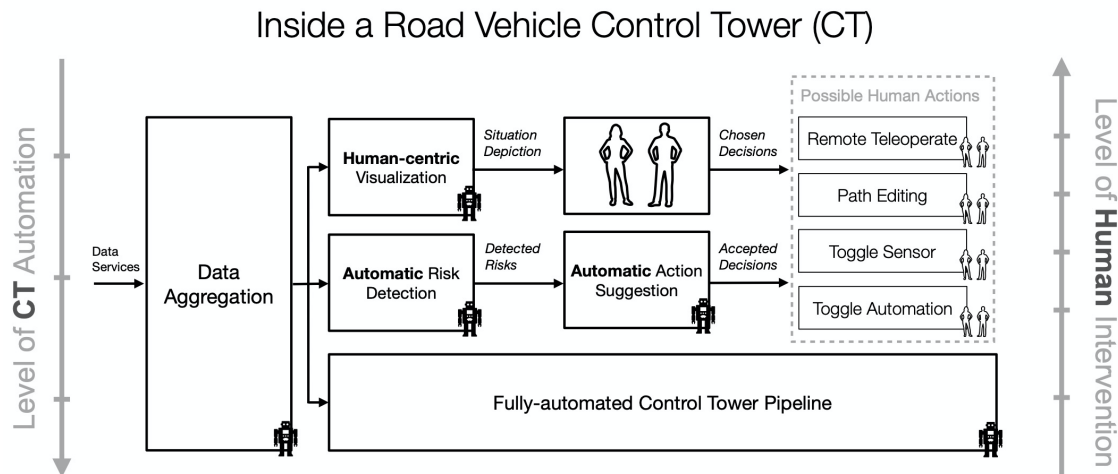 Inside a Road Vehicle Control Tower (CT)
Level of CT Automation
Data
Services
Data
Aggregation
Human-centric
Visualization
Situation
Depiction
Chosen
Decisions
Automatic Risk
Detection
Detected
Risks
Automatic Action
Suggestion
Accepted
Decisions
Fully-automated Control Tower Pipeline
Possible Human Actions
Remote Teleoperate
Path Editing
Toggle Sensor
Toggle Automation
Level of Human Intervention